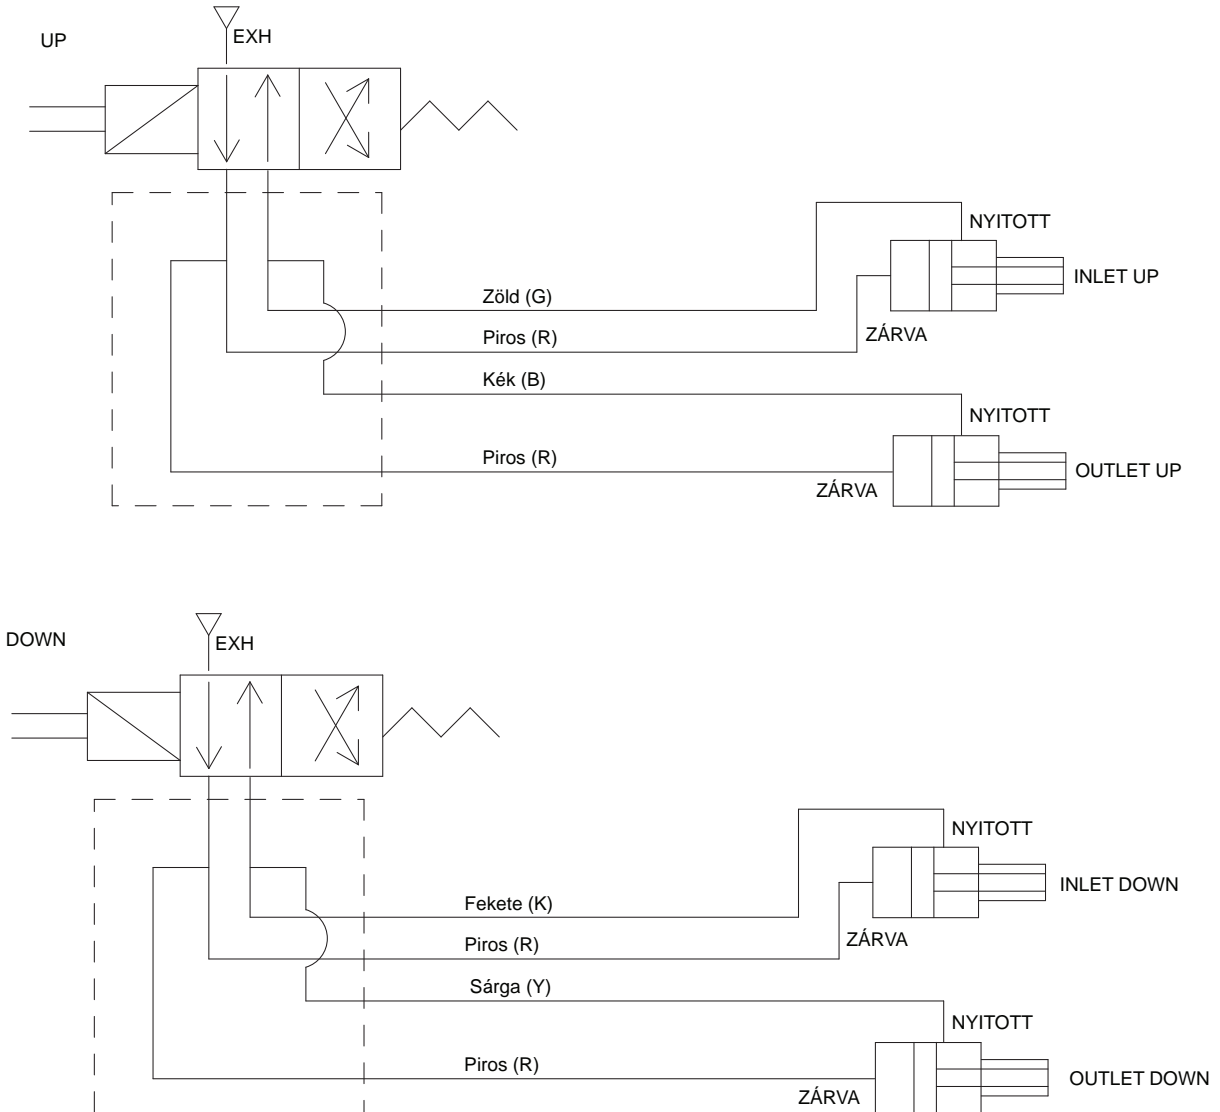 UP
EXH
NYITOTT
INLET UP
Zöld (G)
ZÁRVA
Piros (R)
Kék (B)
NYITOTT
Piros (R)
OUTLET UP
ZÁRVA
DOWN
EXH
NYITOTT
INLET DOWN
Fekete (K)
ZÁRVA
Piros (R)
Sárga (Y)
NYITOTT
Piros (R)
OUTLET DOWN
ZÁRVA